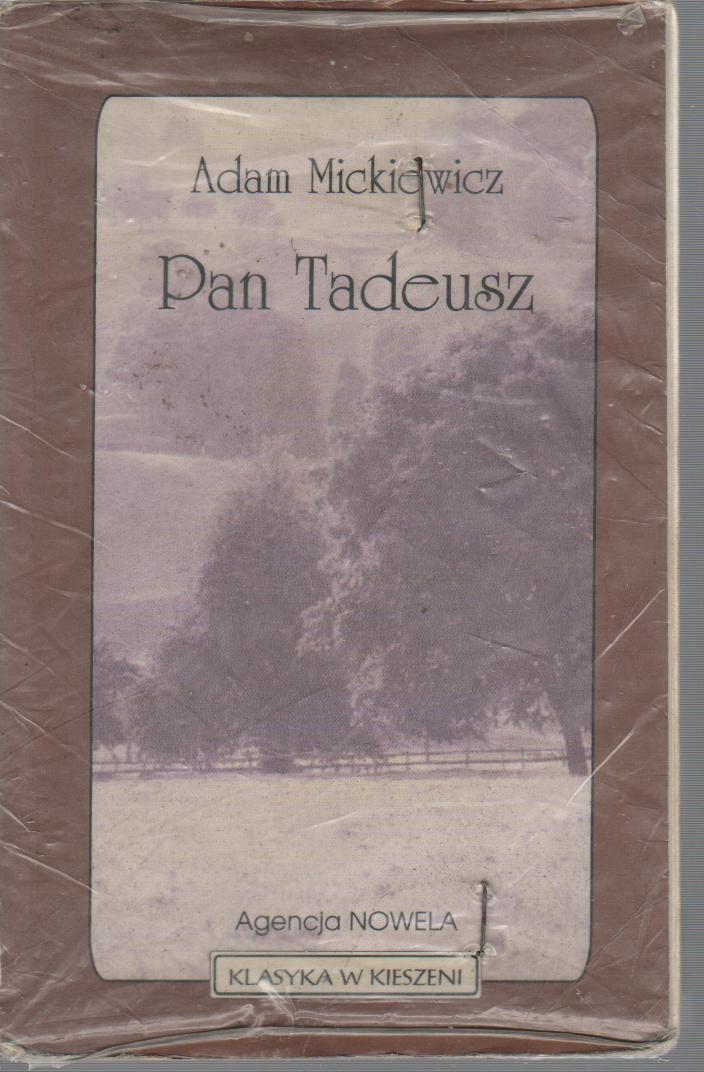 Adam Mickiewicz
Pan Tadeusz
Agencja NOWELA
KLASYKA W KIESZENI